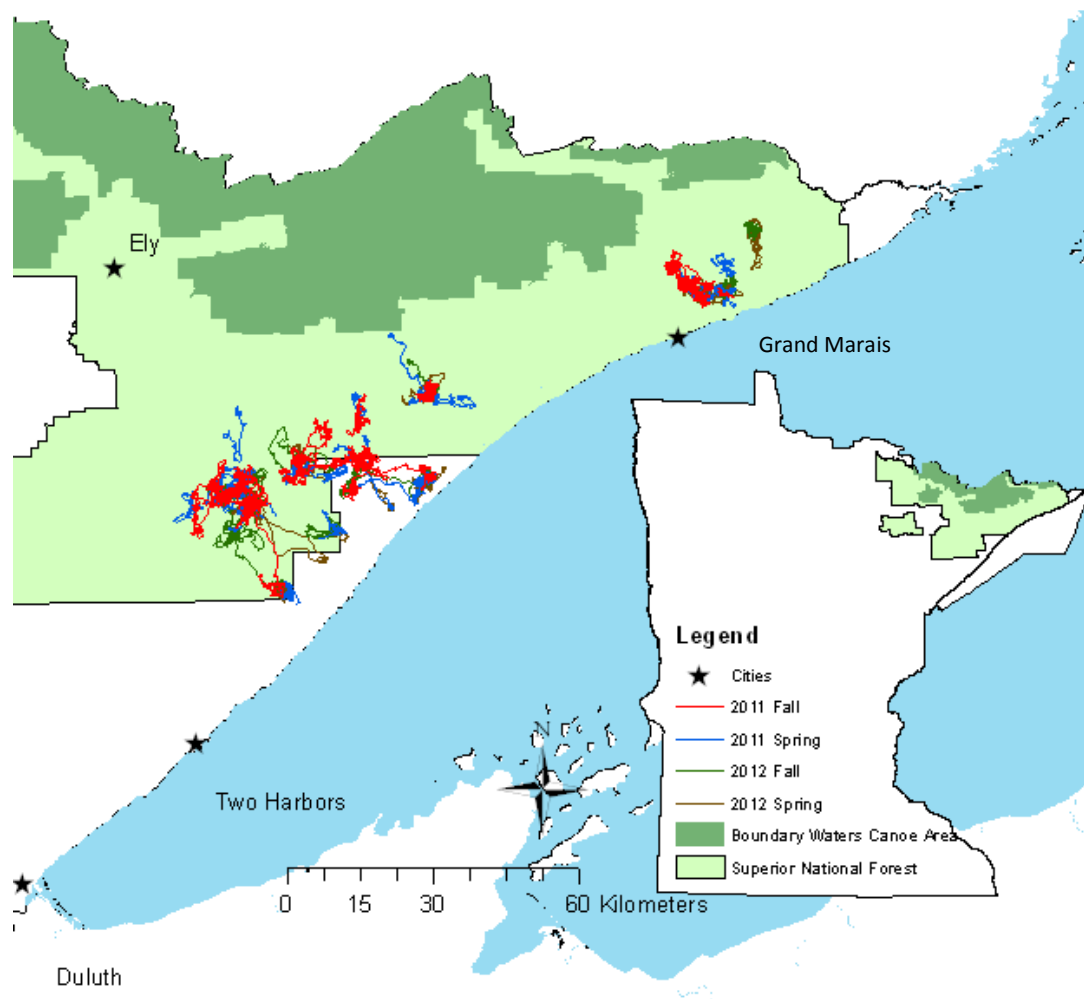 Ely
Grand Marais
Legend
Cities
2011 Fall
2011 Spring
N
2012 Fall
2012 Spring
Two Harbors
Boundary Waters Canoe Area
Superior National Forest
0 15 30 60 Kilometers
Duluth